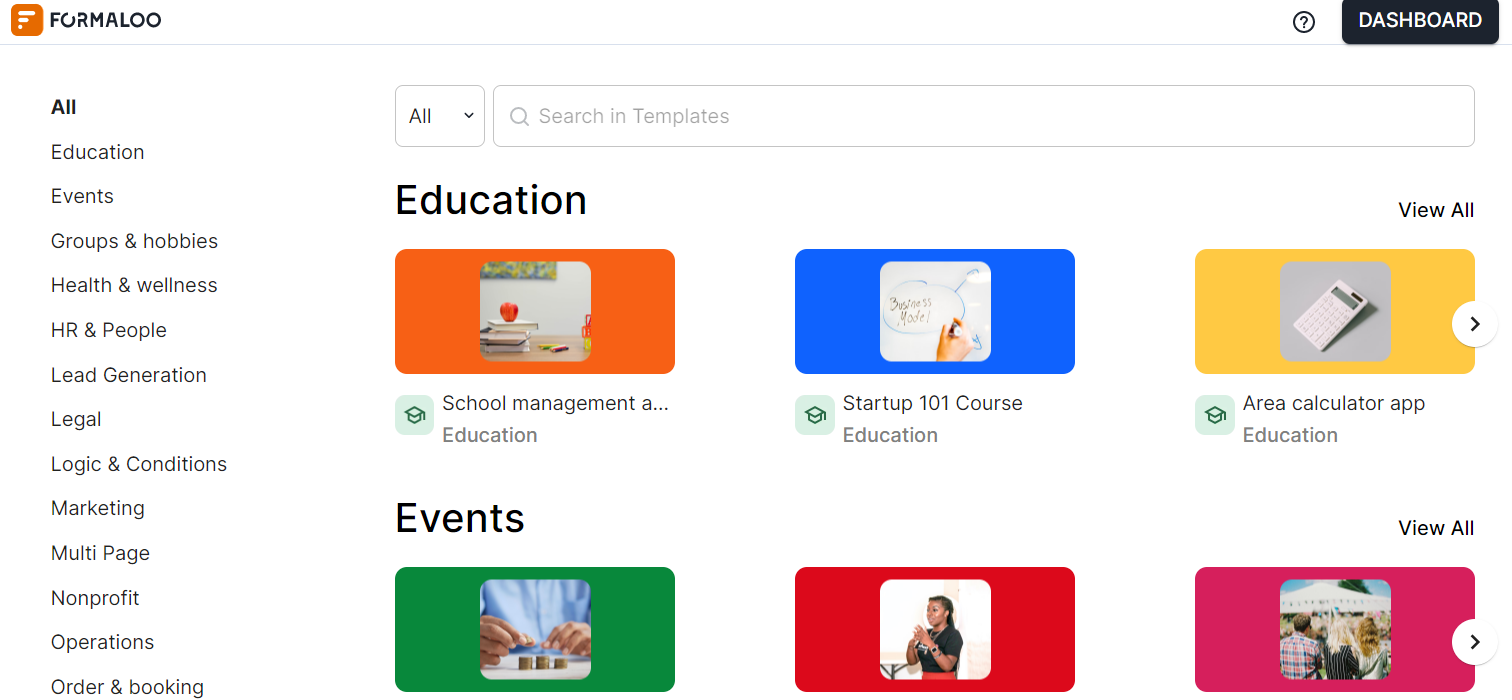 FORMALOO
DASHBOARD
All
Education
Events
Groups & hobbies
Health & wellness
HR & People
Lead Generation
Legal
Logic & Conditions
Marketing
Multi Page
Nonprofit
Operations
Order & booking
All
Search in Templates
Education
View All
Business
Model
School management a...
Education
Startup 101 Course
Education
Area calculator app
Education
Events
View All